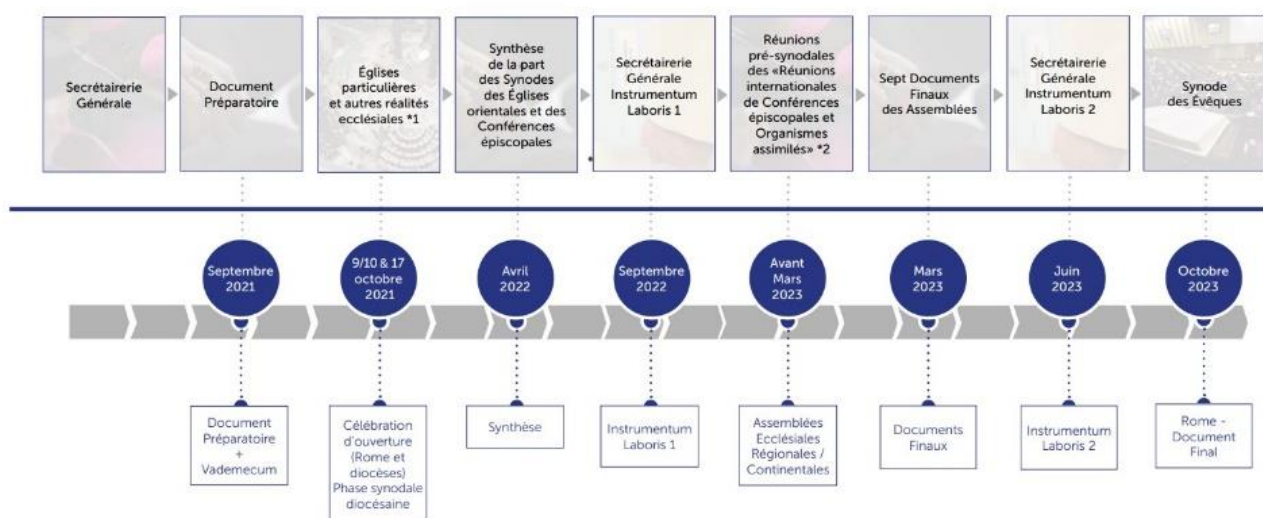 Secrétairerie
Générale
Document
Préparatoire
Églises
particulières
et autres réalités
ecclésiales *1
Synthèse
de la part
des Synodes
des Églises
orientales et des
Conférences
épiscopales
*
Secrétairerie
Générale
Instrumentum
Laboris 1
Réunions
pré-synodales
des «Réunions
internationales
de Conférences
épiscopales et
Organismes
assimilés» *2
Sept Documents
Finaux
des Assemblées
Secrétairerie
Générale
Instrumentum
Laboris 2
Synode
des Évêques
Septembre
2021
9/10 & 17
octobre
2021
Avril
2022
Septembre
2022
Avant
Mars
2023
Mars
2023
Juin
2023
Octobre
2023
Document
Préparatoire
+
Vademecum
Célébration
d'ouverture
(Rome et
diocèses)
Phase synodale
diocésaine
Synthèse
Instrumentum
Laboris 1
Assemblées
Ecclésiales
Régionales /
Continentales
Documents
Finaux
Instrumentum
Laboris 2
Rome -
Document
Final